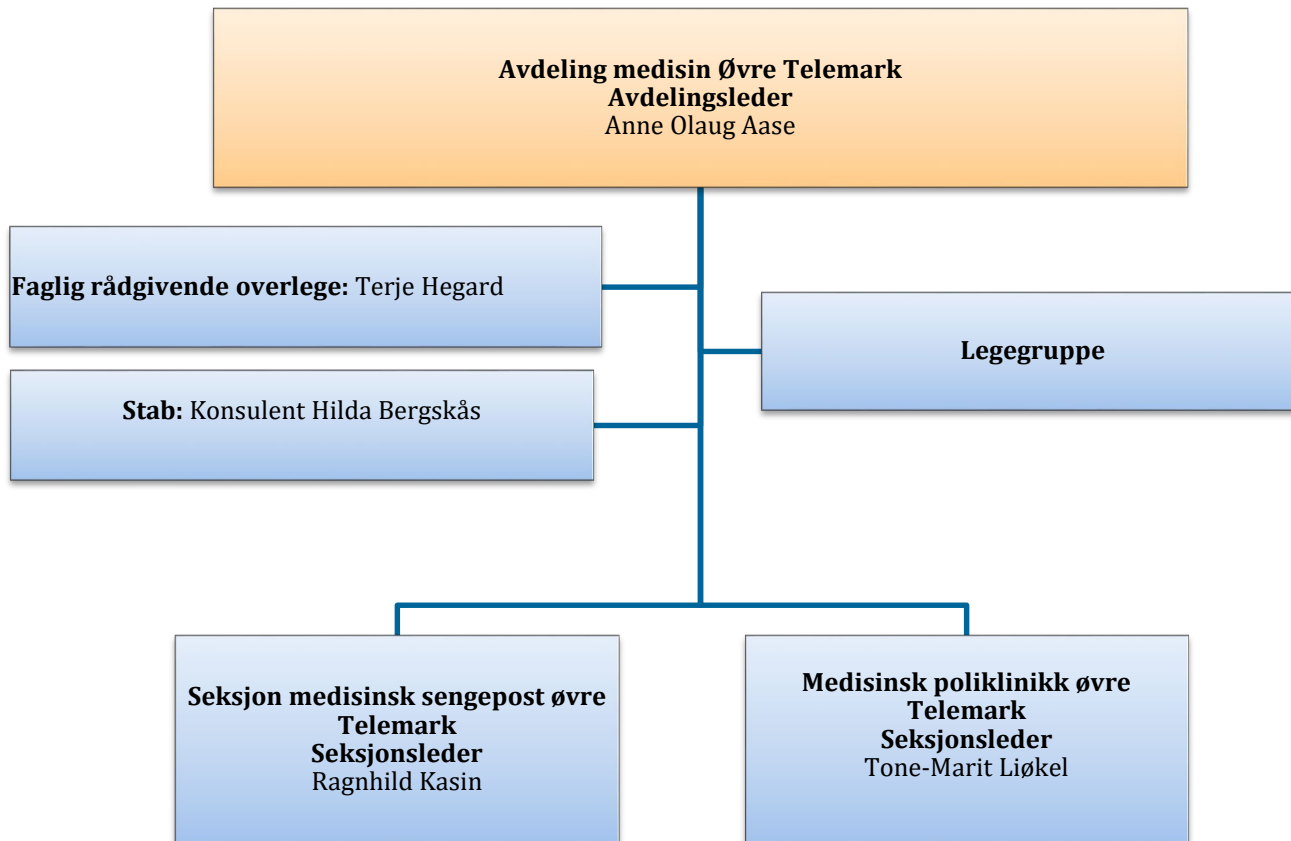 Avdeling medisin Øvre Telemark
Avdelingsleder
Anne Olaug Aase
Faglig rådgivende overlege: Terje Hegard
Legegruppe
Stab: Konsulent Hilda Bergskås
Seksjon medisinsk sengepost øvre
Telemark
Seksjonsleder
Ragnhild Kasin
Medisinsk poliklinikk øvre
Telemark
Seksjonsleder
Tone-Marit Liøkel